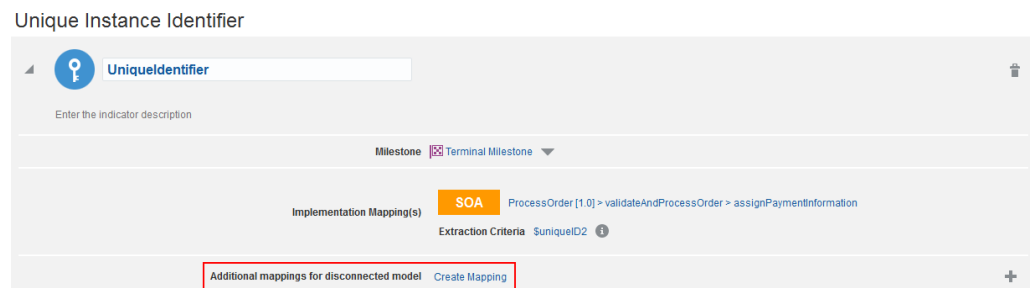 Unique Instance Identifier
UniqueIdentifier
Enter the indicator description
Milestone Terminal Milestone
Implementation Mapping(s) SOA ProcessOrder [1.0] > validateAndProcessOrder > assignPaymentInformation
Extraction Criteria $uniqueID2 i
Additional mappings for disconnected model Create Mapping +